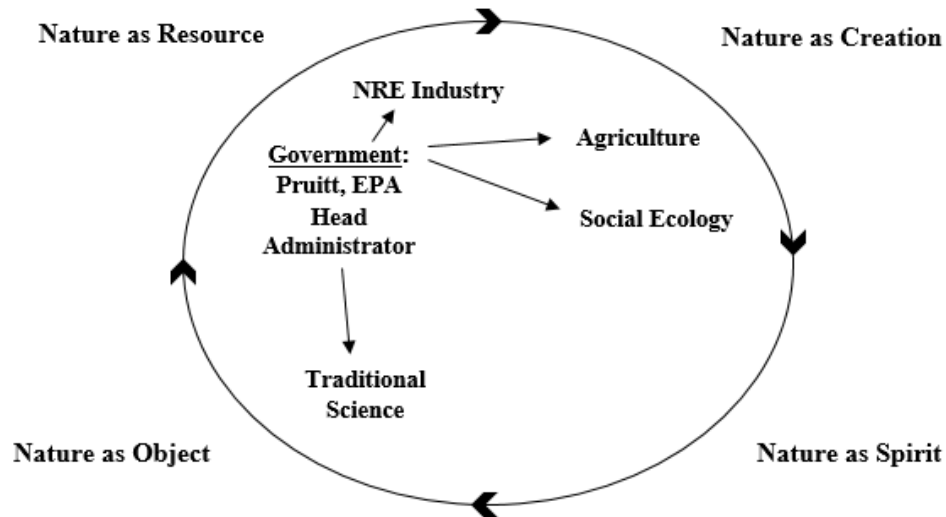 Nature as Resource
Nature as Creation
NRE Industry
Government:
Pruitt, EPA
Head
Administrator
Agriculture
Social Ecology
Traditional
Science
Nature as Object
Nature as Spirit